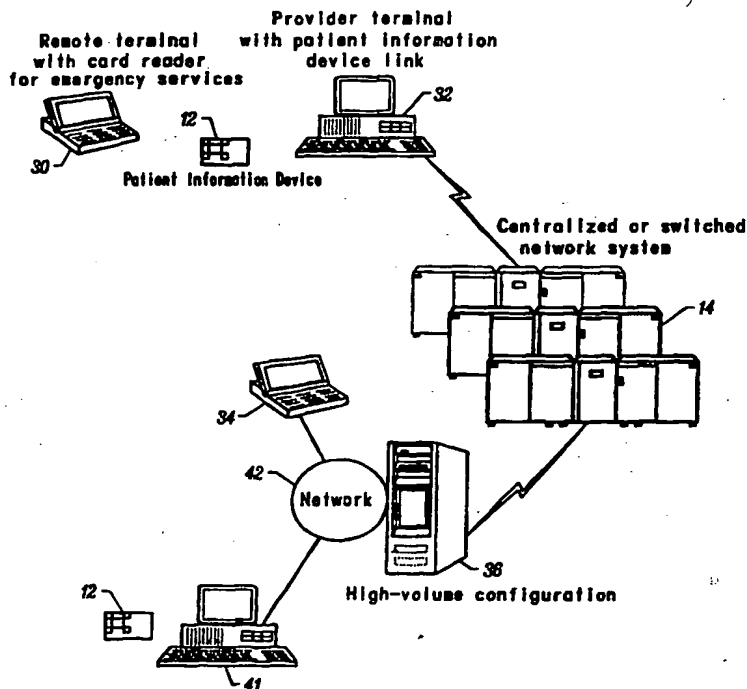 Provider terminal
with patient information
device link
Remote terminal
with card reader
for emergency services
32
12
30
Patient Information Device
Centralized or switched
network system
14
34
42
Network
36
High-volume configuration
12
41